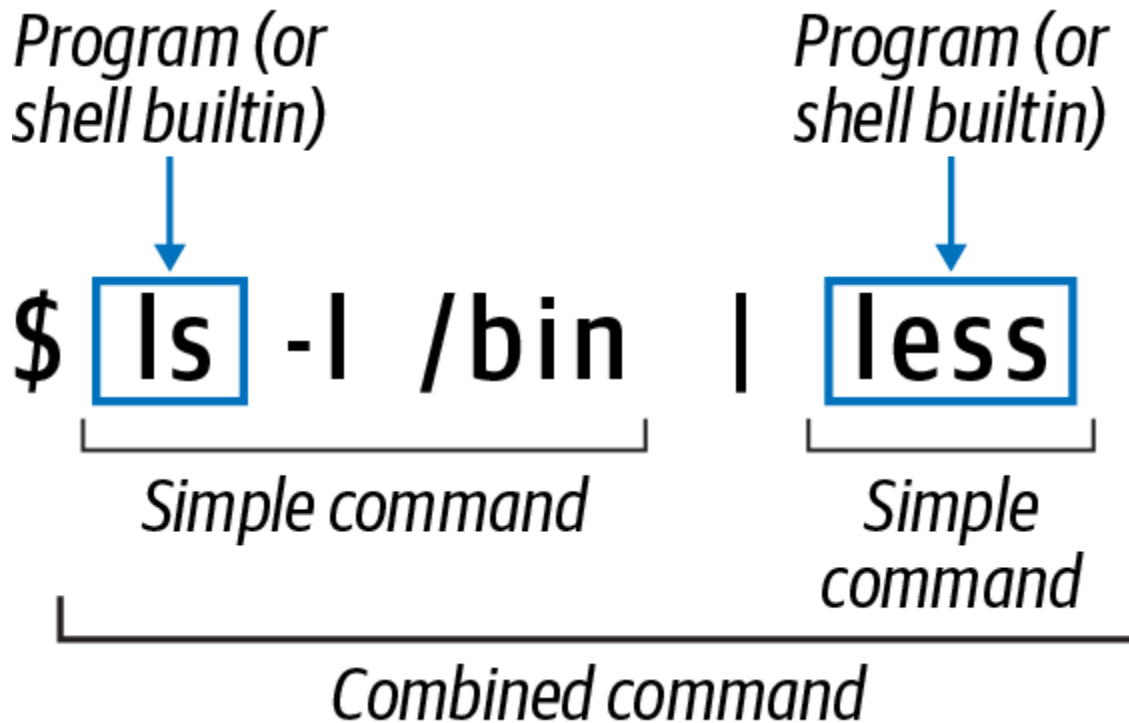 Program (or
shell builtin)
Program (or
shell builtin)
$ ls -l /bin | less
Simple command
Simple
command
Combined command